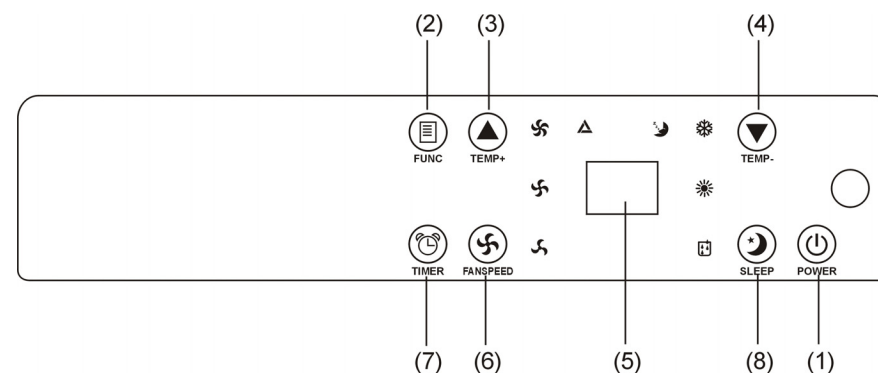 (2) (3) (4)
FUNC TEMP+ TEMP-
TIMER FANSPEED SLEEP POWER
(7) (6) (5) (8) (1)